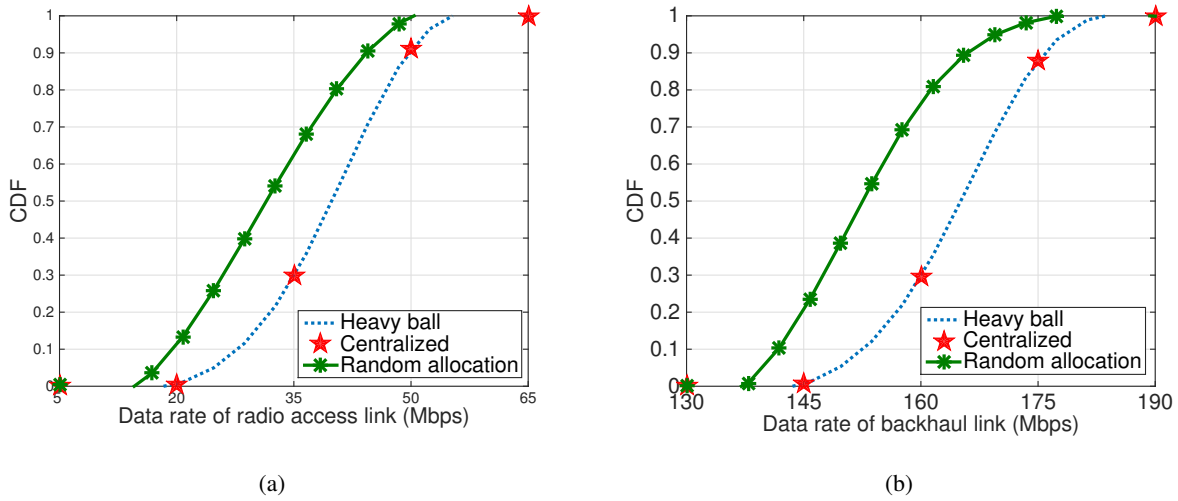 1
0.9
0.8
0.7
0.6
0.5
0.4
0.3
0.2
0.1
0
CDF
5
20
35
50
65
Data rate of radio access link (Mbps)
Heavy ball
Centralized
Random allocation
(a)
1
0.9
0.8
0.7
0.6
0.5
0.4
0.3
0.2
0.1
0
CDF
130
145
160
175
190
Data rate of backhaul link (Mbps)
Heavy ball
Centralized
Random allocation
(b)